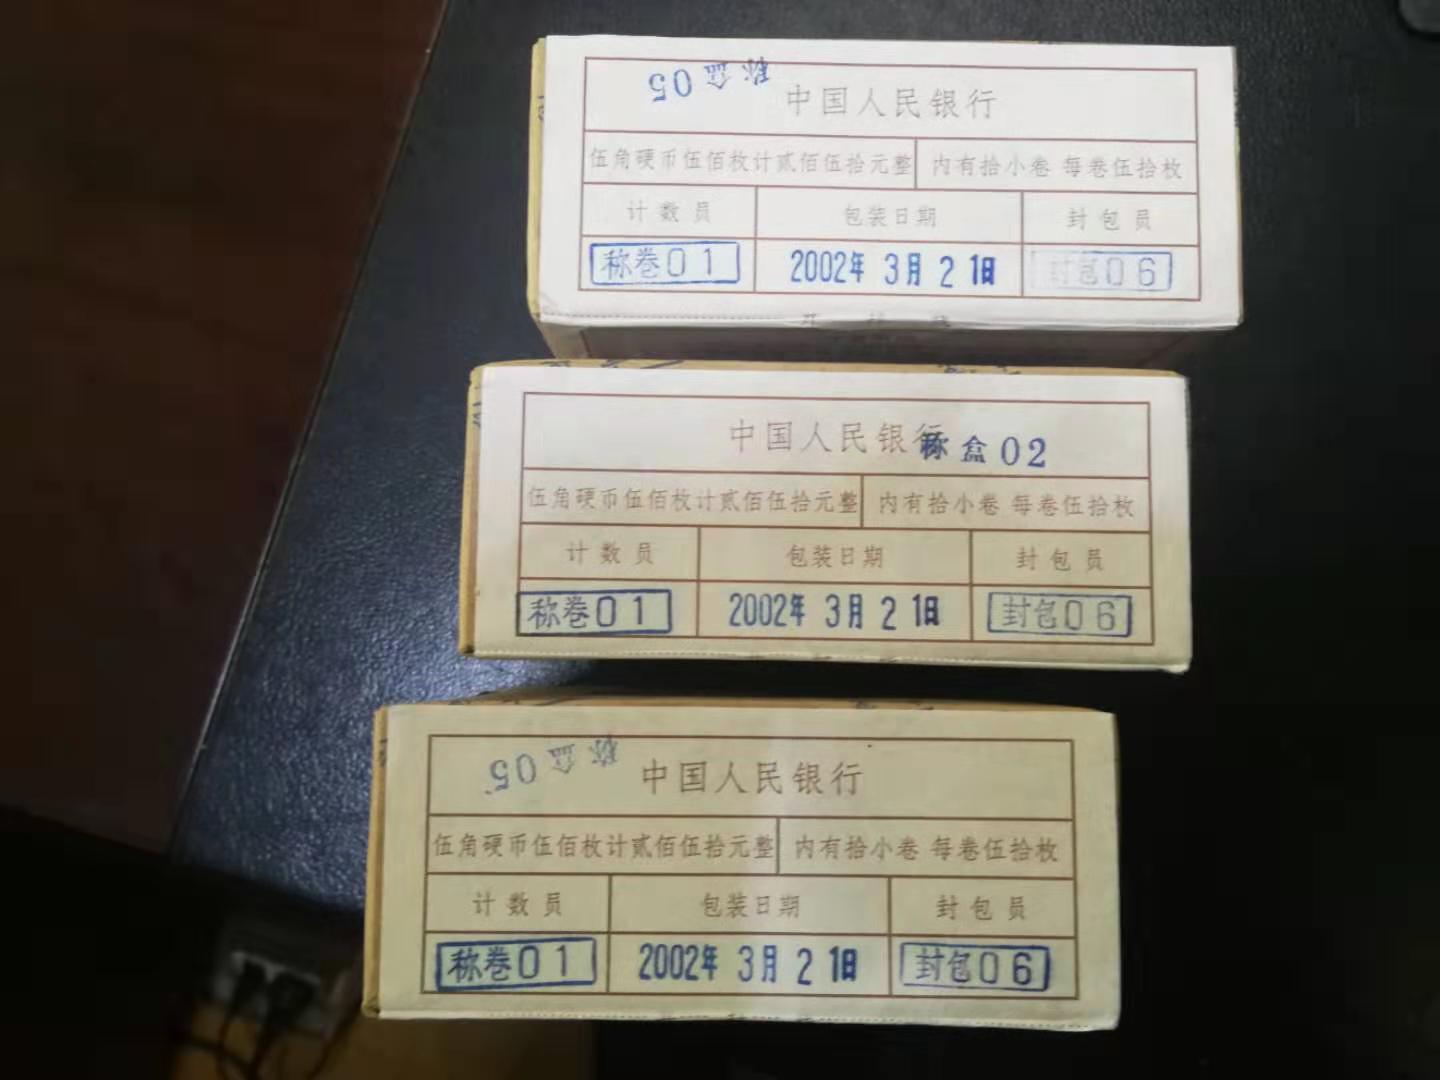 称盒05
中国人民银行
伍角硬币伍佰枚计贰佰伍拾元整 内有拾小卷 每卷伍拾枚
计数员 包装日期 封包员
称卷01 2002年 3月 21日 封包06
中国人民银行 称盒02
伍角硬币伍佰枚计贰佰伍拾元整 内有拾小卷 每卷伍拾枚
计数员 包装日期 封包员
称卷01 2002年 3月 21日 封包06
称盒05
中国人民银行
伍角硬币伍佰枚计贰佰伍拾元整 内有拾小卷 每卷伍拾枚
计数员 包装日期 封包员
称卷01 2002年 3月 21日 封包06